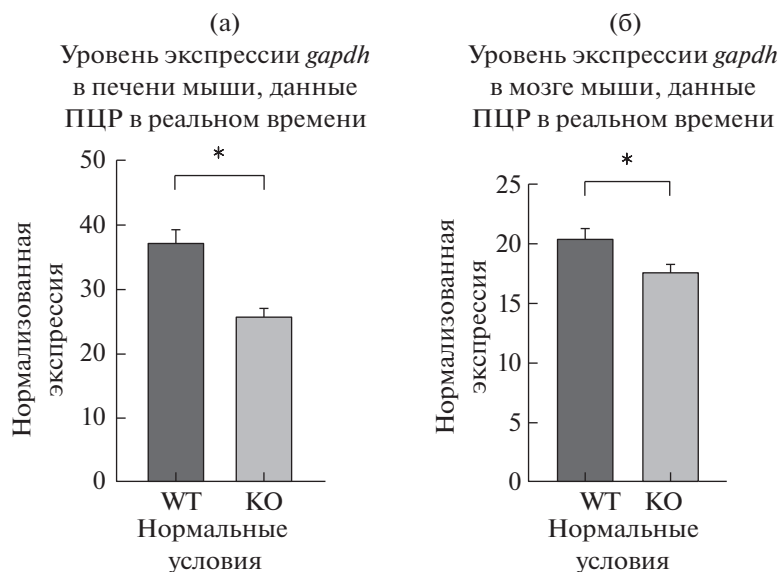 (а)
Уровень экспрессии gapdh
в печени мыши, данные
ПЦР в реальном времени
50
40
30
20
10
0
Нормализованная
экспрессия
*
WT KO
Нормальные
условия
(б)
Уровень экспрессии gapdh
в мозге мыши, данные
ПЦР в реальном времени
25
20
15
10
5
0
Нормализованная
экспрессия
*
WT KO
Нормальные
условия